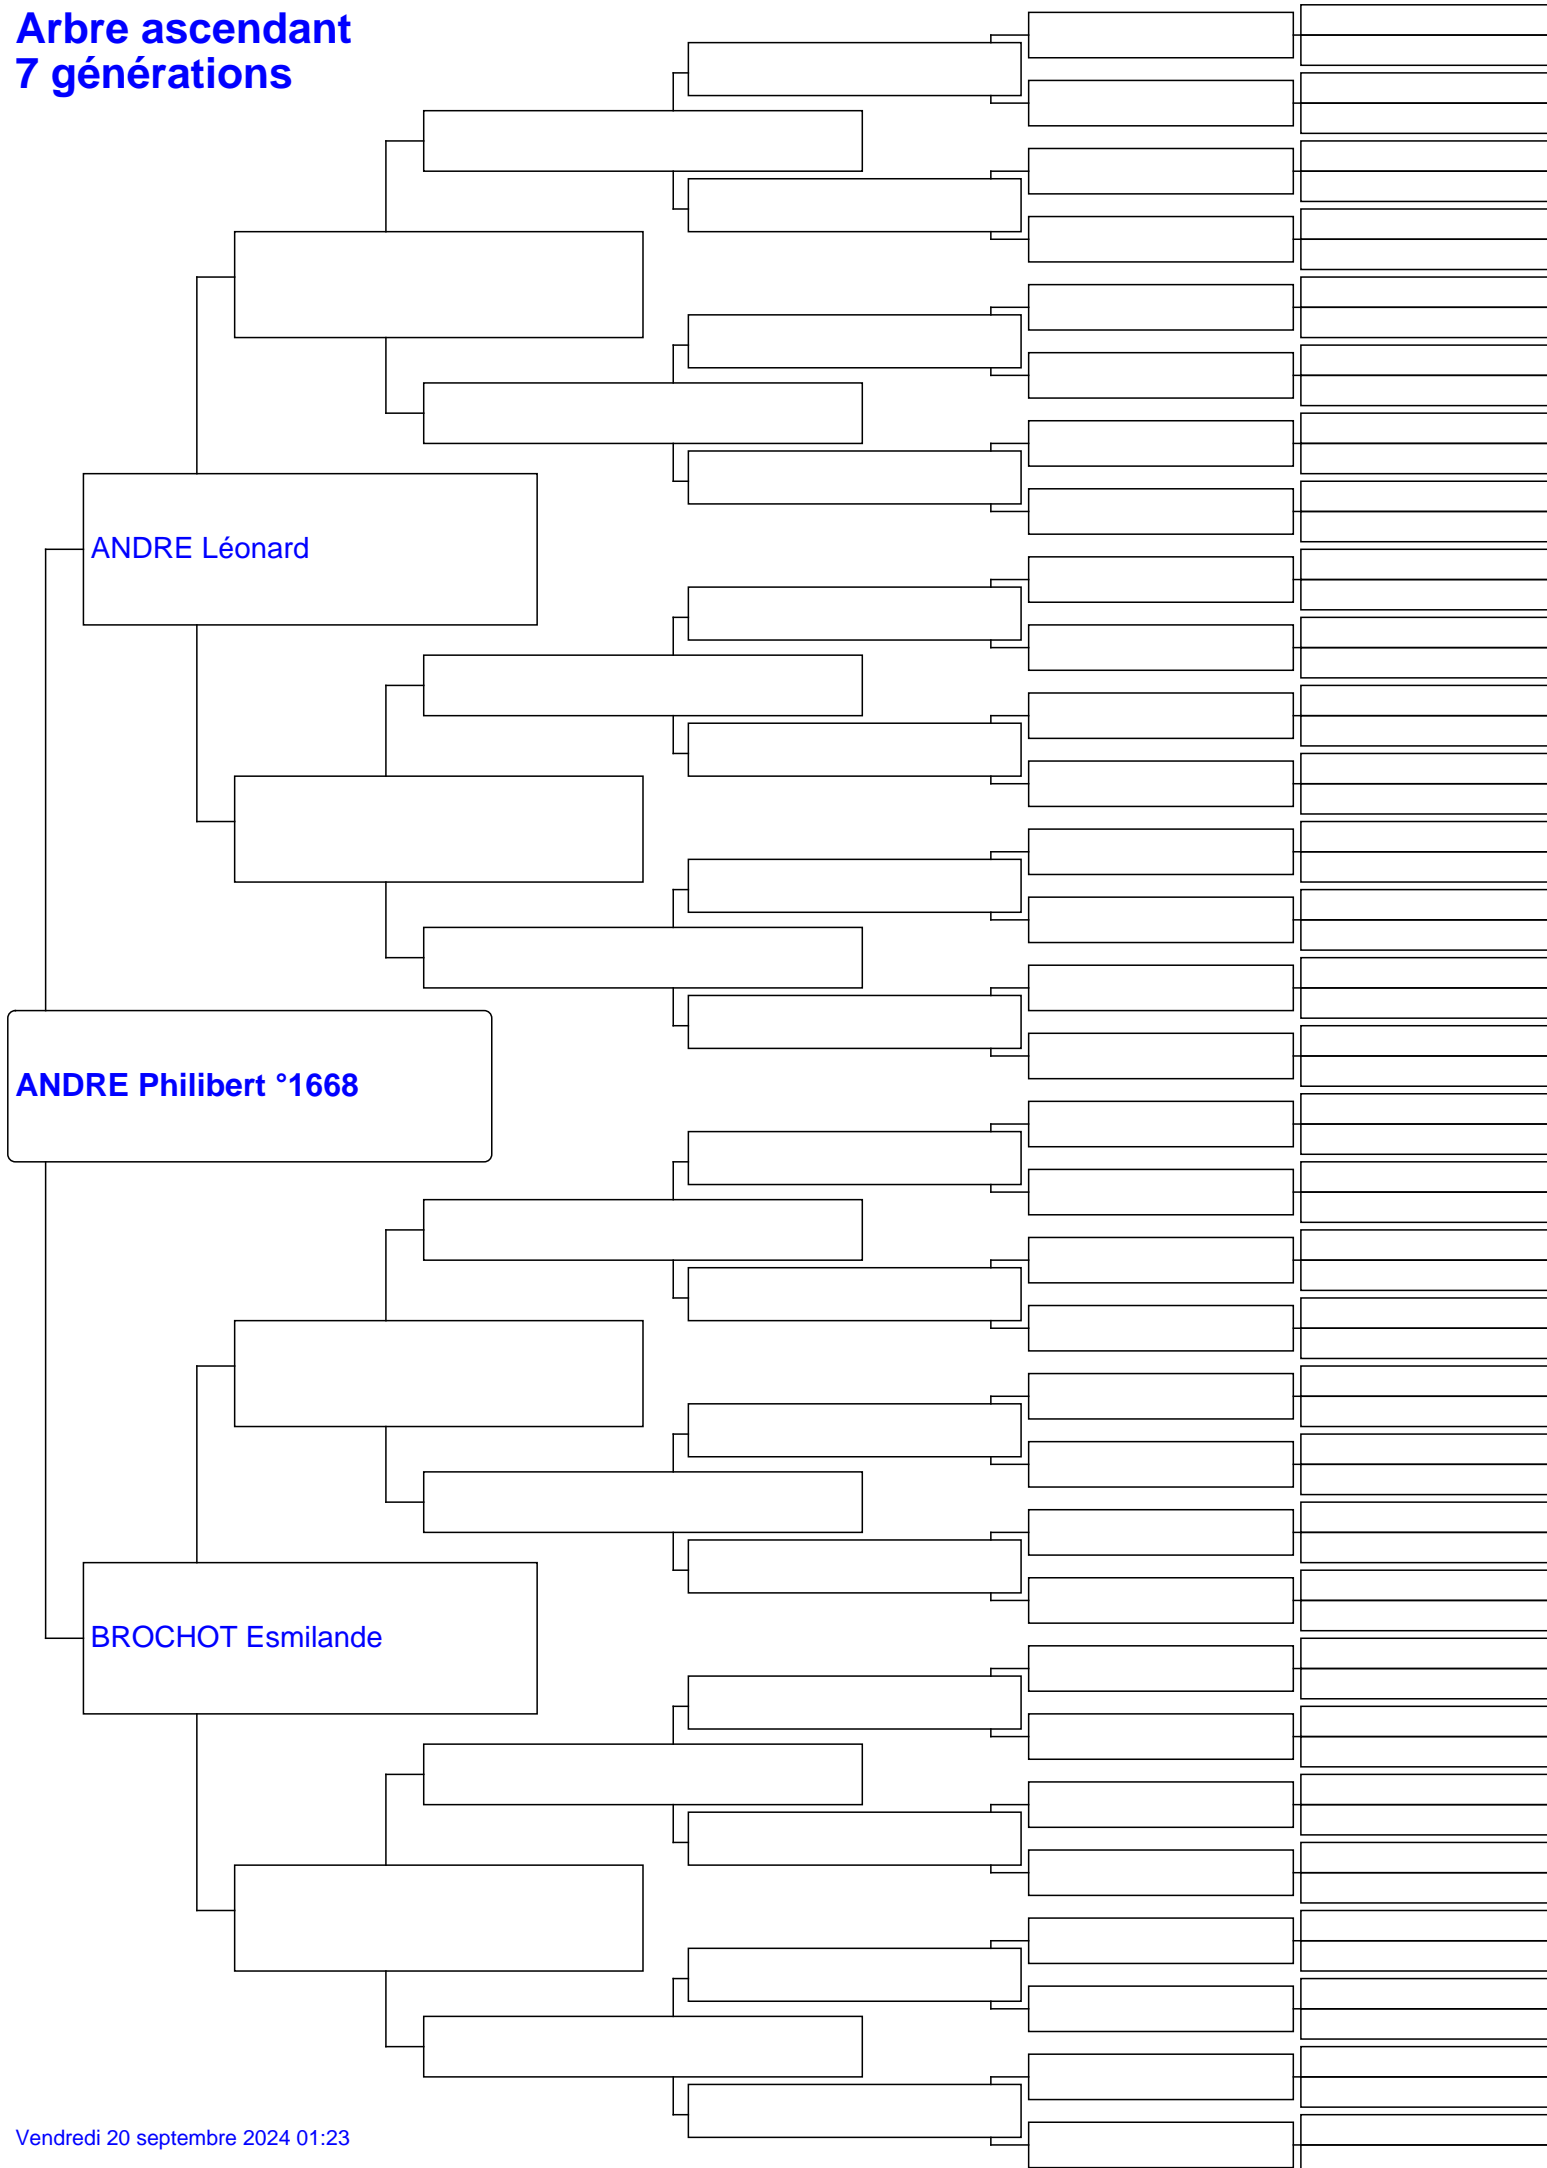 Arbre ascendant
7 générations
ANDRE Léonard
ANDRE Philibert °1668
BROCHOT Esmilande
Vendredi 20 septembre 2024 01:23